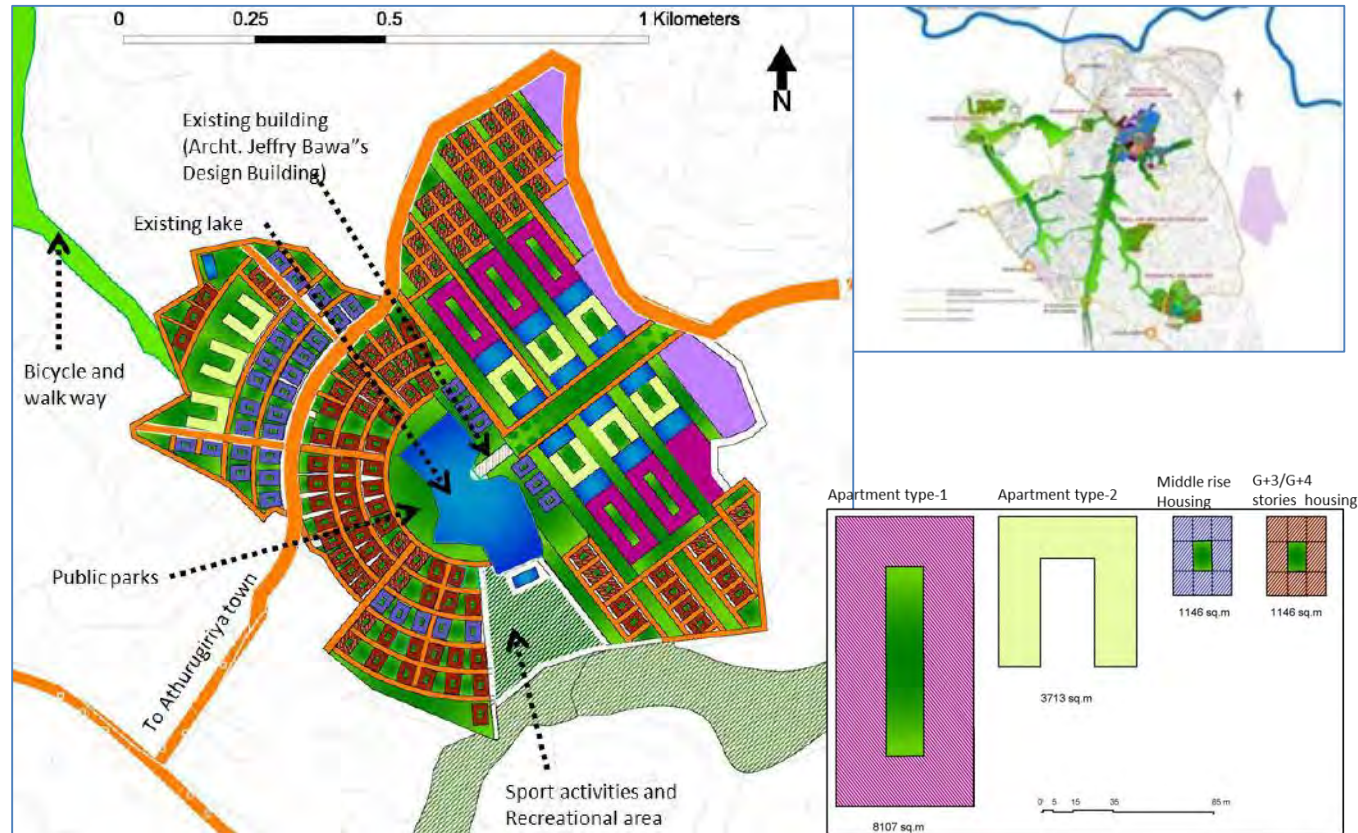 0 0.25 0.5 1 Kilometers
N
Existing building
(Archt. Jeffry Bawa"s
Design Building)
Existing lake
Bicycle and
walk way
Public parks
To Athurugiriya town
Sport activities and
Recreational area
Apartment type-1
8107 sq.m
Apartment type-2
3713 sq.m
Middle rise
Housing
1146 sq.m
G+3/G+4
stories housing
1146 sq.m
0 5 15 35 65 m